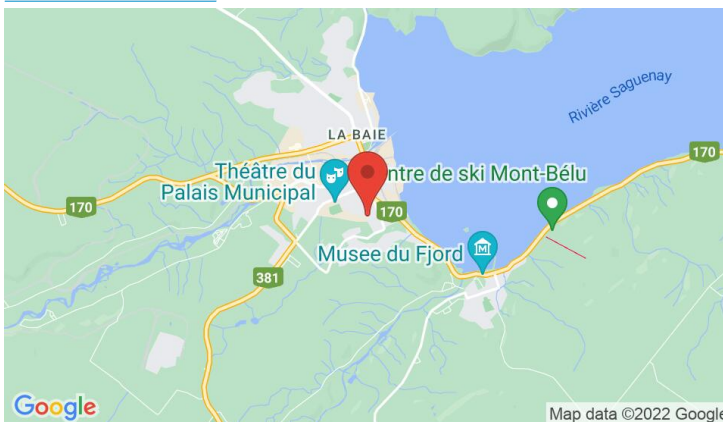 Rivière Saguenay
LA BAIE
170
Théâtre du
Palais Municipal
ntre de ski Mont-Bélu
170
170
Musee du Fjord
381
Google
Map data ©2022 Google